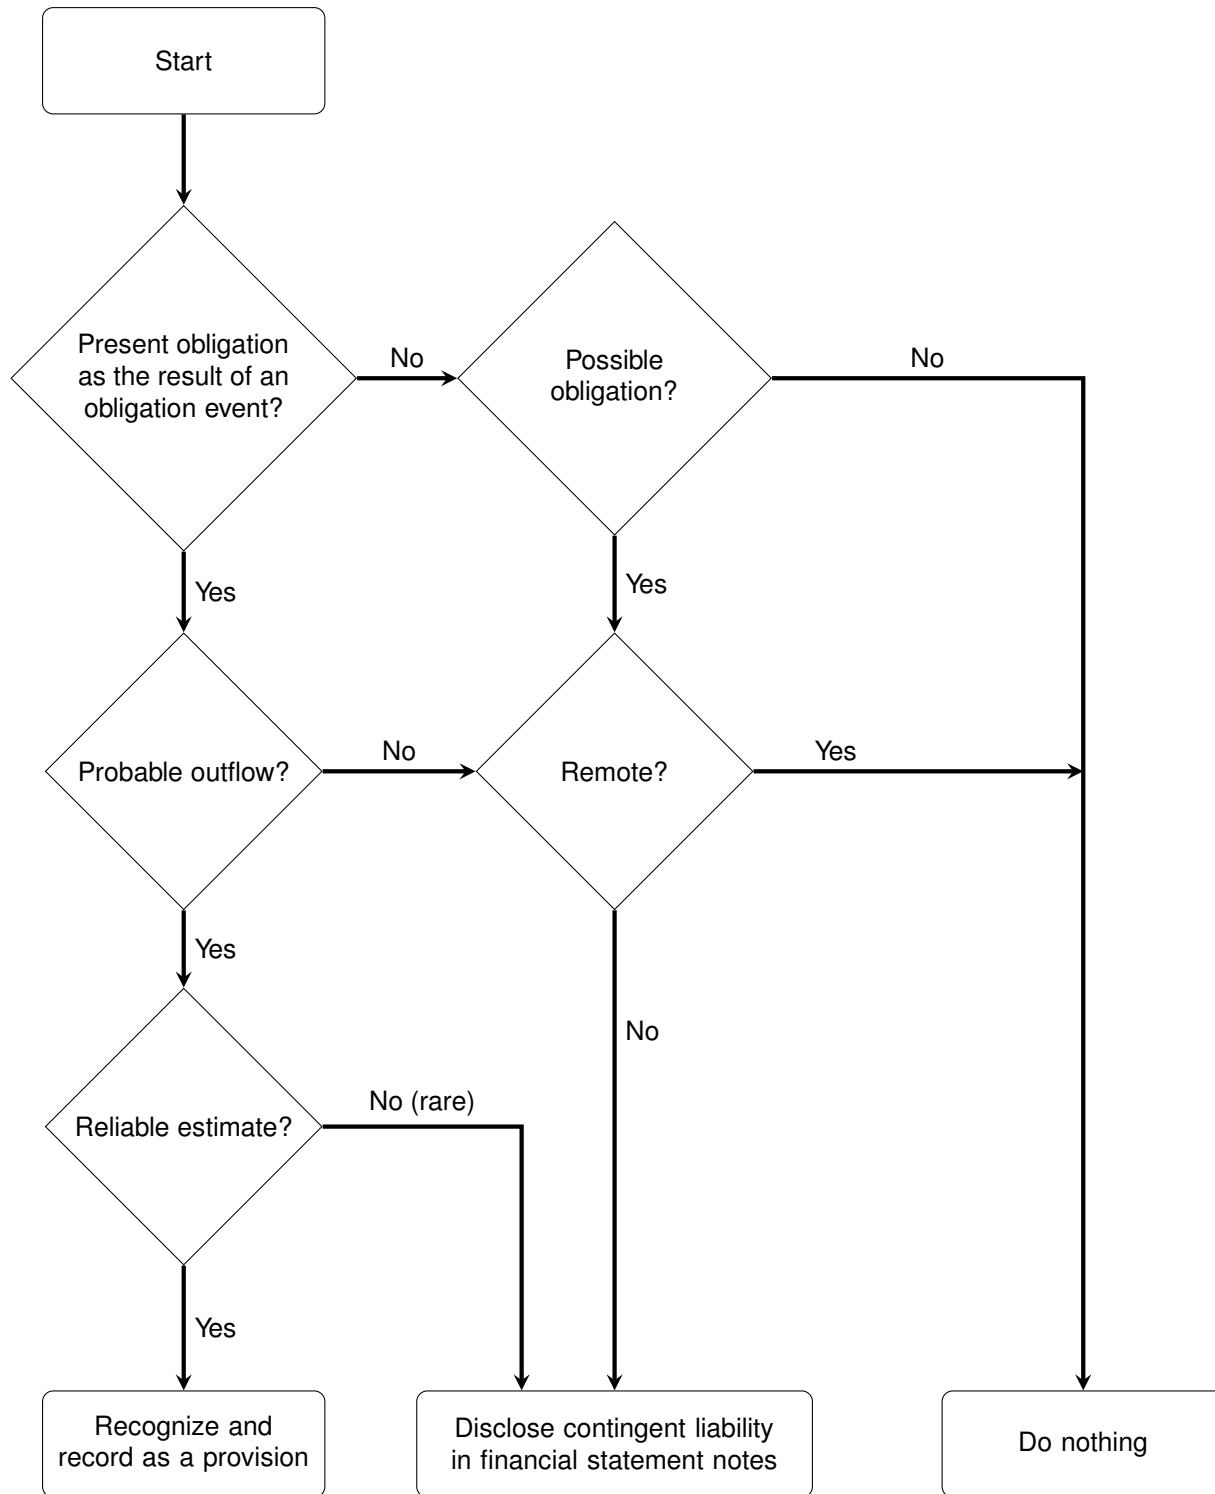 Start
Present obligation
as the result of an
obligation event?
No
Possible
obligation?
No
Yes
Yes
Probable outflow?
No
Remote?
Yes
Yes
No
Reliable estimate?
No (rare)
Yes
Recognize and
record as a provision
Disclose contingent liability
in financial statement notes
Do nothing